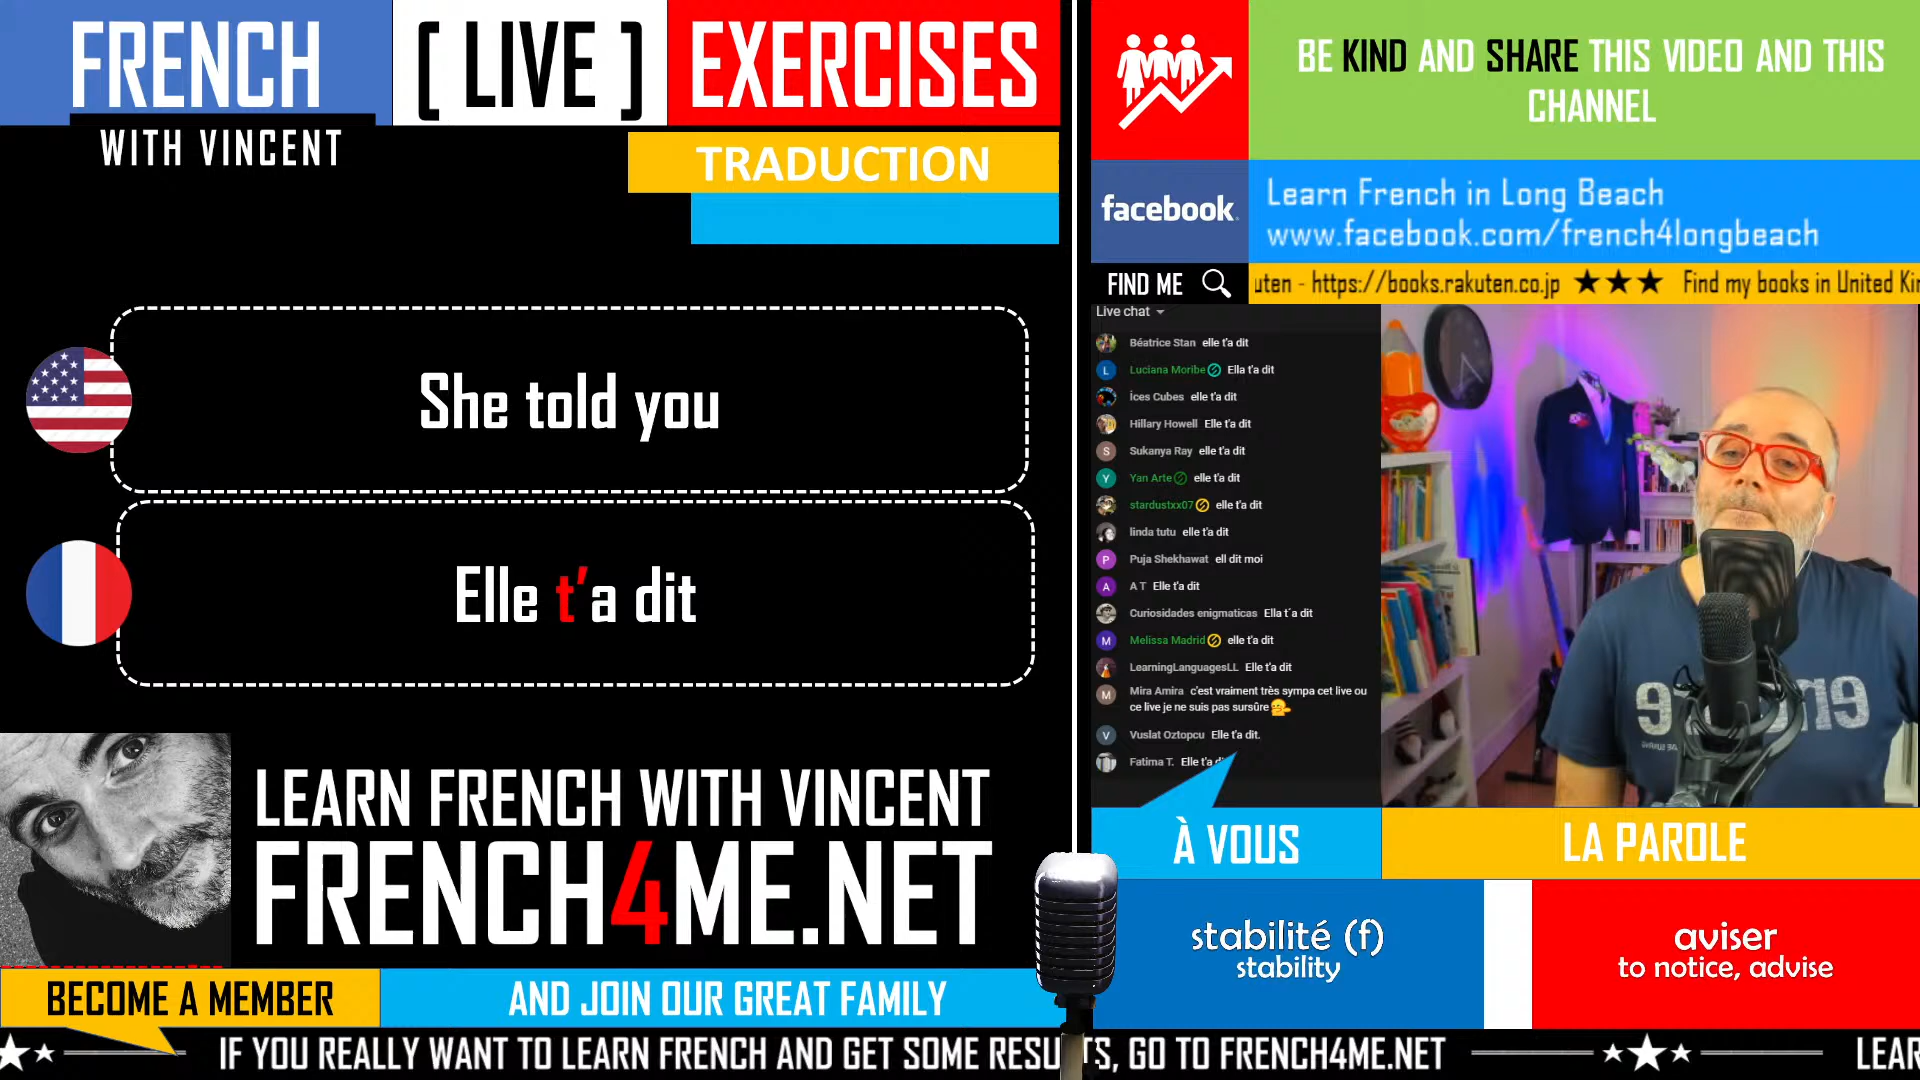 FRENCH
[ LIVE ]
EXERCISES
WITH VINCENT
TRADUCTION
She told you
Elle t'a dit
LEARN FRENCH WITH VINCENT
FRENCH4ME.NET
BECOME A MEMBER
AND JOIN OUR GREAT FAMILY
BE KIND AND SHARE THIS VIDEO AND THIS
CHANNEL
facebook
Learn French in Long Beach
www.facebook.com/french4longbeach
FIND ME
uten - https://books.rakuten.co.jp ★★★ Find my books in United Kin
Live chat
Béatrice Stan elle t'a dit
Luciana Moribe Ella t'a dit
İces Cubes elle t'a dit
Hillary Howell Elle t'a dit
Sukanya Ray elle t'a dit
Yan Arte elle t'a dit
stardustxx07 elle t'a dit
linda tutu elle t'a dit
Puja Shekhawat ell dit moi
A T Elle t'a dit
Curiosidades enigmaticas Ella t´a dit
Melissa Madrid elle t'a dit
LearningLanguagesLL Elle t'a dit
Mira Amira c'est vraiment très sympa cet live ou
ce live je ne suis pas sursûre
Vuslat Oztopcu Elle t'a dit.
Fatima T. Elle t'a
À VOUS
LA PAROLE
stabilité (f)
stability
aviser
to notice, advise
IF YOU REALLY WANT TO LEARN FRENCH AND GET SOME RESULTS, GO TO FRENCH4ME.NET
LEAR